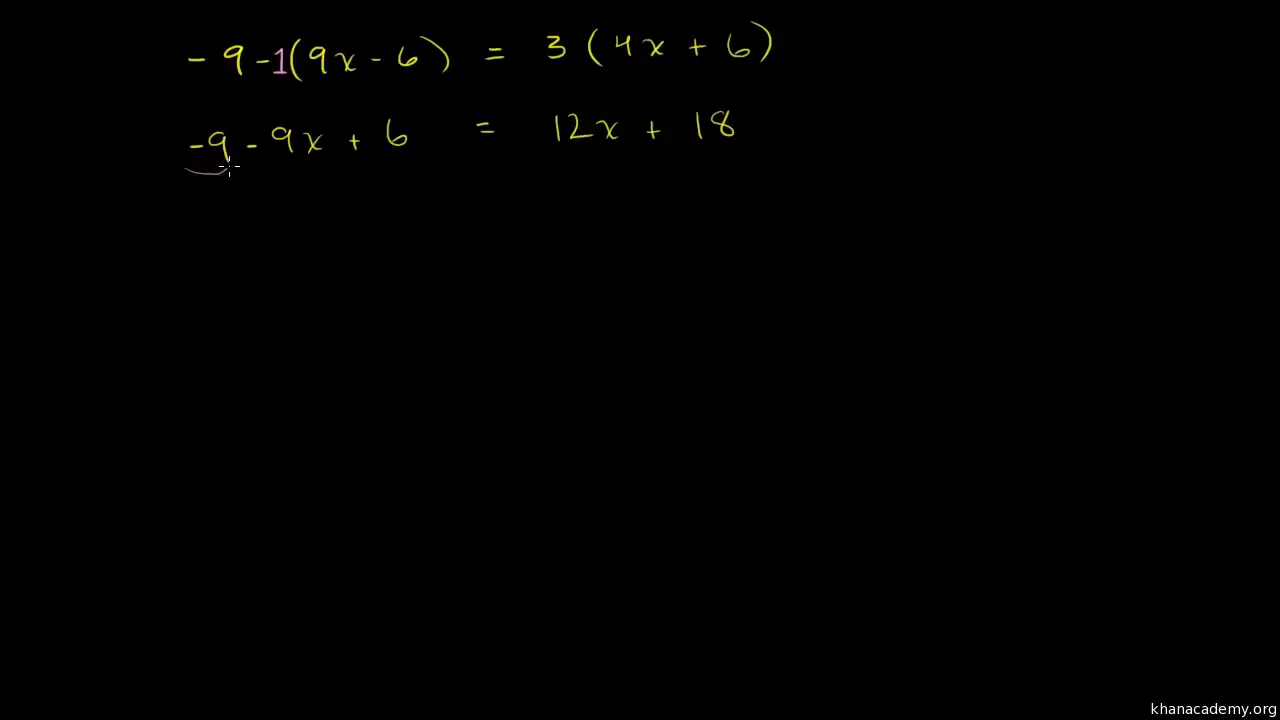 - 9 - 1(9x - 6) = 3(4x + 6)
- 9 - 9x + 6 = 12x + 18
khanacademy.org